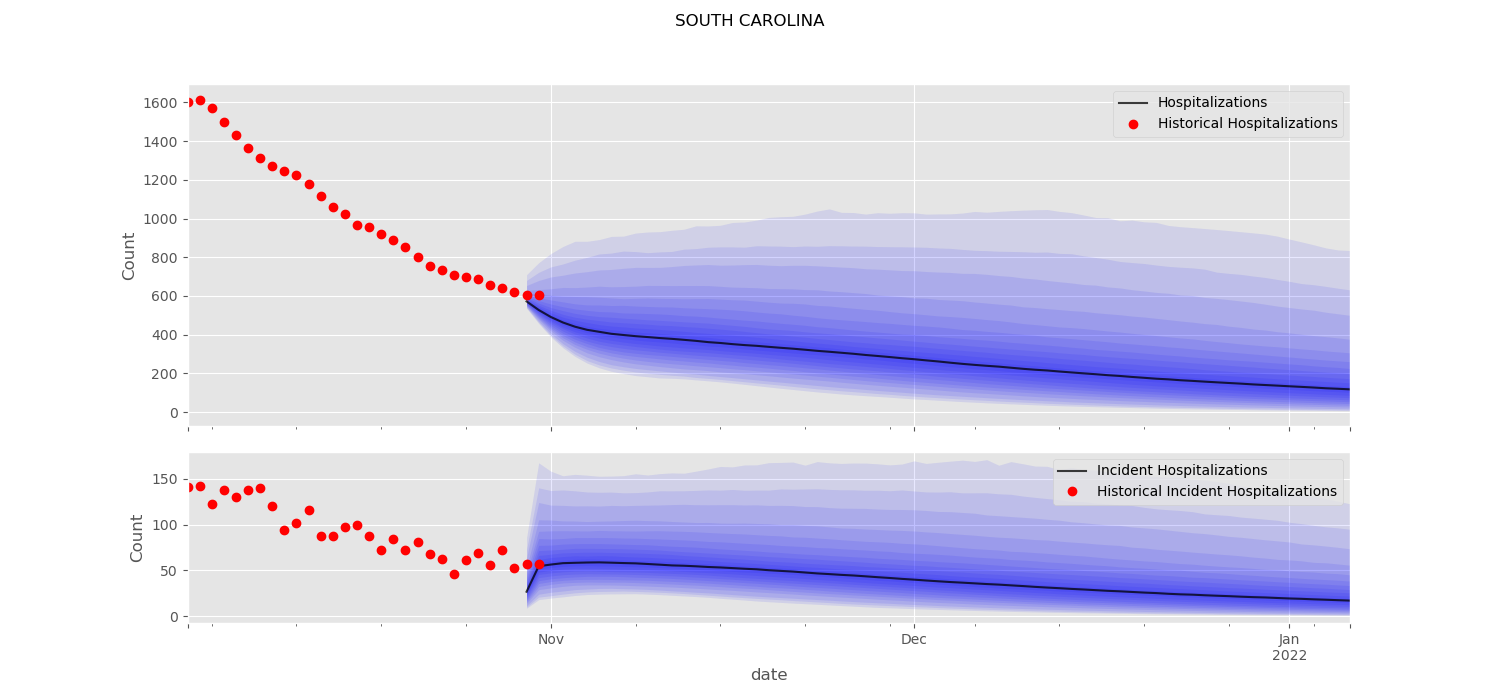 SOUTH CAROLINA
1600
1400
1200
1000
800
600
400
200
0
Count
Hospitalizations
Historical Hospitalizations
150
100
50
0
Count
Incident Hospitalizations
Historical Incident Hospitalizations
Nov
Dec
Jan
2022
date